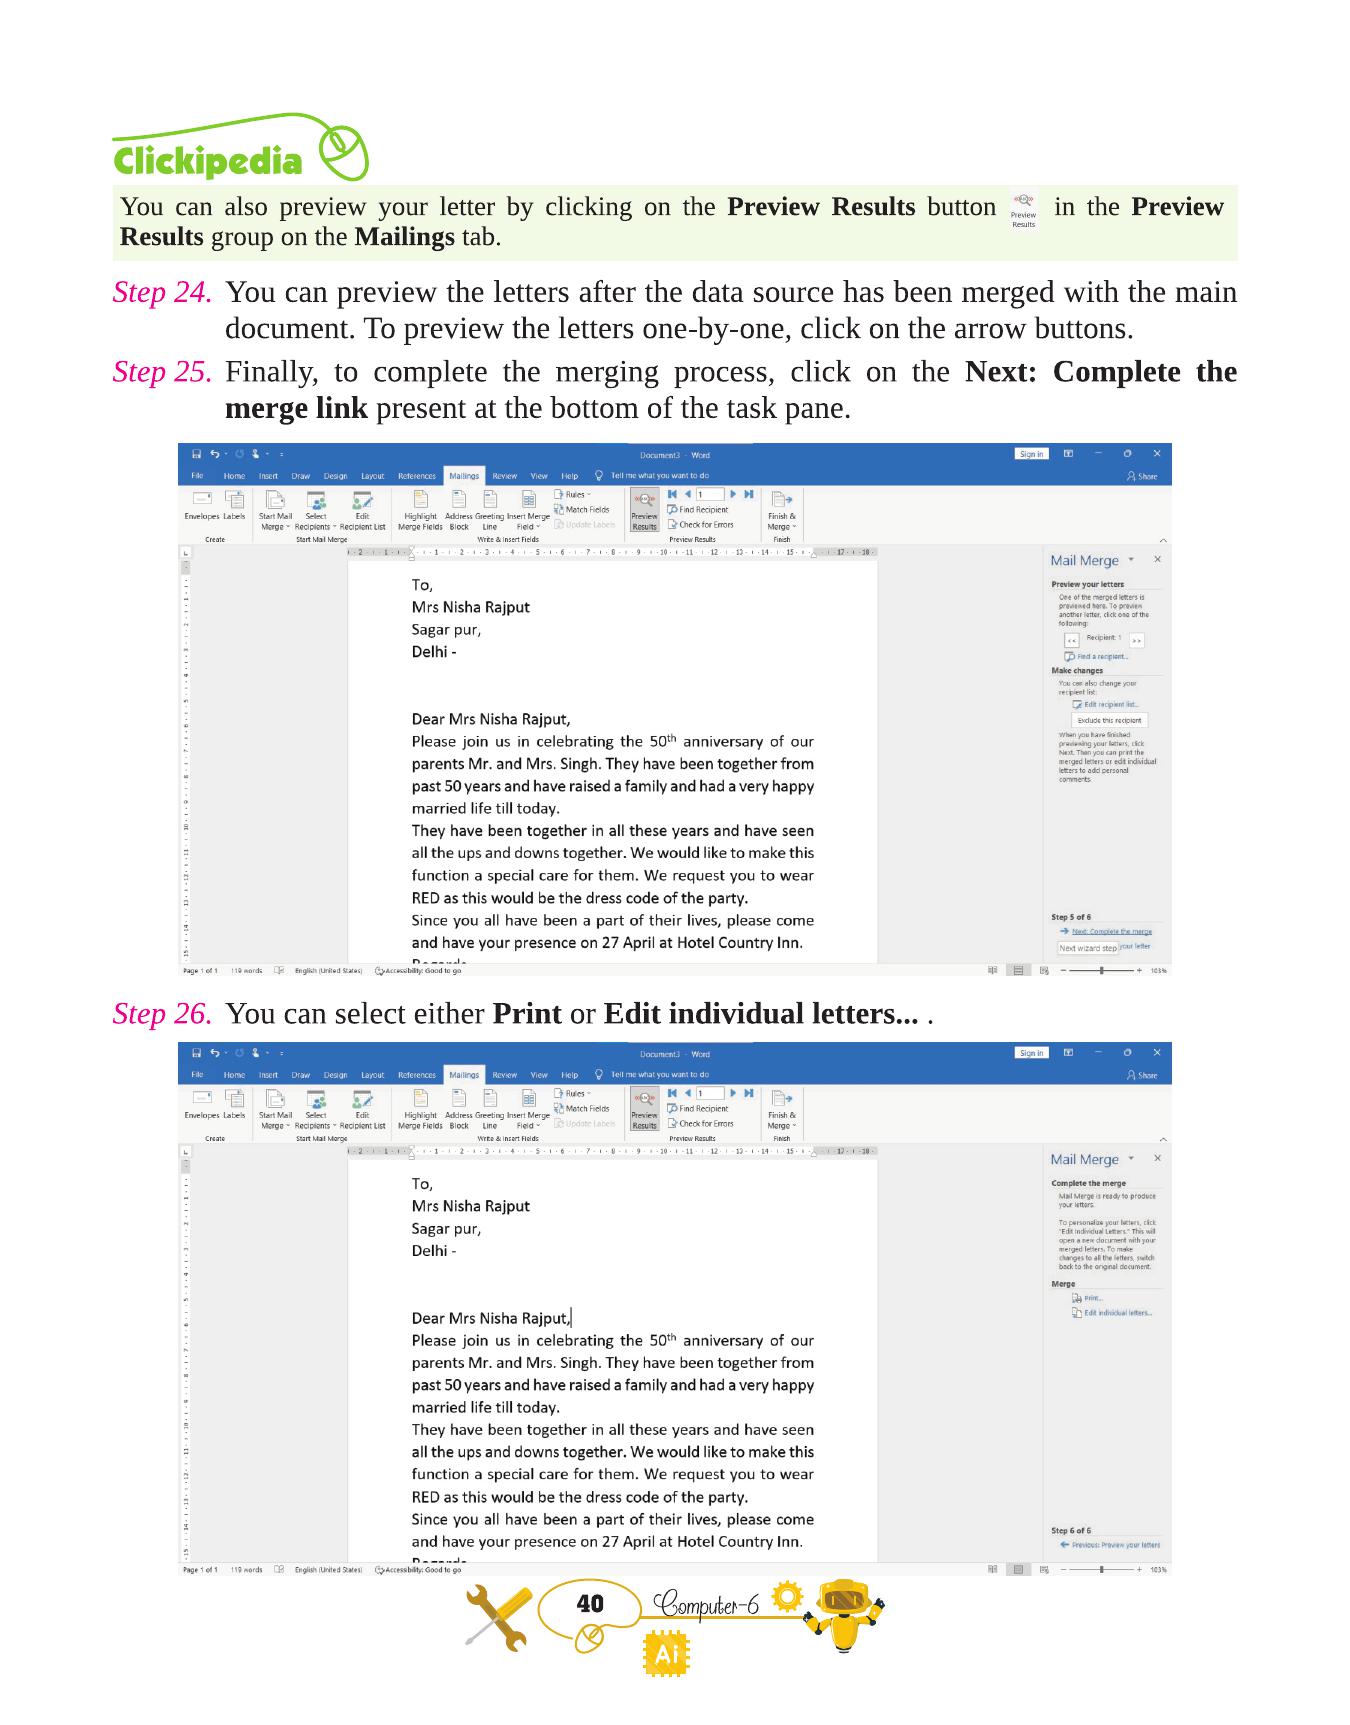 Clickipedia
You can also preview your letter by clicking on the Preview Results button Preview Results in the Preview
Results group on the Mailings tab.
Step 24. You can preview the letters after the data source has been merged with the main
document. To preview the letters one-by-one, click on the arrow buttons.
Step 25. Finally, to complete the merging process, click on the Next: Complete the
merge link present at the bottom of the task pane.
Document3 - Word
Sign in
File Home Insert Draw Design Layout References Mailings Review View Help Tell me what you want to do Share
Envelopes Labels
Create
Start Mail Merge
Select Recipients
Edit Recipient List
Start Mail Merge
Highlight Merge Fields
Address Block
Greeting Line
Insert Merge Field
Rules
Match Fields
Update Labels
Write & Insert Fields
Preview Results
1
Find Recipient
Check for Errors
Preview Results
Finish & Merge
Finish
To,
Mrs Nisha Rajput
Sagar pur,
Delhi -
Dear Mrs Nisha Rajput,
Please join us in celebrating the 50th anniversary of our
parents Mr. and Mrs. Singh. They have been together from
past 50 years and have raised a family and had a very happy
married life till today.
They have been together in all these years and have seen
all the ups and downs together. We would like to make this
function a special care for them. We request you to wear
RED as this would be the dress code of the party.
Since you all have been a part of their lives, please come
and have your presence on 27 April at Hotel Country Inn.
Regards
Mail Merge
Preview your letters
One of the merged letters is
previewed here. To preview
another letter, click one of the
following:
<< Recipient: 1 >>
Find a recipient...
Make changes
You can also change your
recipient list:
Edit recipient list...
Exclude this recipient
When you have finished
previewing your letters, click
Next. Then you can print the
merged letters or edit individual
letters to add personal
comments.
Step 5 of 6
Next: Complete the merge
Next wizard step your letter
Page 1 of 1 119 words English (United States) Accessibility: Good to go 103%
Step 26. You can select either Print or Edit individual letters... .
Document3 - Word
Sign in
File Home Insert Draw Design Layout References Mailings Review View Help Tell me what you want to do Share
Envelopes Labels
Create
Start Mail Merge
Select Recipients
Edit Recipient List
Start Mail Merge
Highlight Merge Fields
Address Block
Greeting Line
Insert Merge Field
Rules
Match Fields
Update Labels
Write & Insert Fields
Preview Results
1
Find Recipient
Check for Errors
Preview Results
Finish & Merge
Finish
To,
Mrs Nisha Rajput
Sagar pur,
Delhi -
Dear Mrs Nisha Rajput,
Please join us in celebrating the 50th anniversary of our
parents Mr. and Mrs. Singh. They have been together from
past 50 years and have raised a family and had a very happy
married life till today.
They have been together in all these years and have seen
all the ups and downs together. We would like to make this
function a special care for them. We request you to wear
RED as this would be the dress code of the party.
Since you all have been a part of their lives, please come
and have your presence on 27 April at Hotel Country Inn.
Regards
Mail Merge
Complete the merge
Mail Merge is ready to produce
your letters.
To personalize your letters, click
"Edit Individual Letters." This will
open a new document with your
merged letters. To make
changes to all the letters, switch
back to the original document.
Merge
Print...
Edit individual letters...
Step 6 of 6
Previous: Preview your letters
Page 1 of 1 119 words English (United States) Accessibility: Good to go 103%
40 Computer-6
Ai